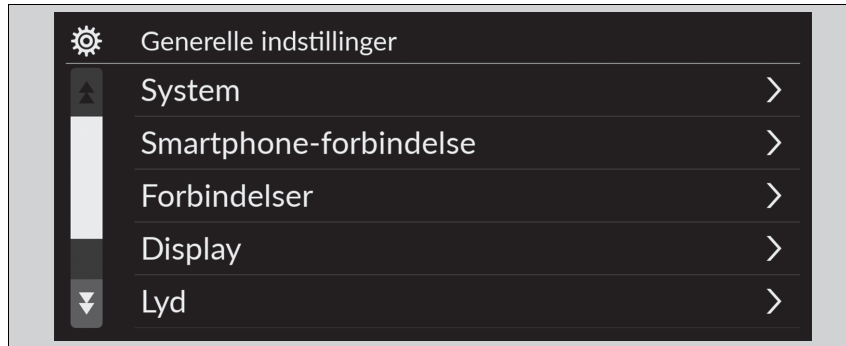 Generelle indstillinger
System
Smartphone-forbindelse
Forbindelser
Display
Lyd